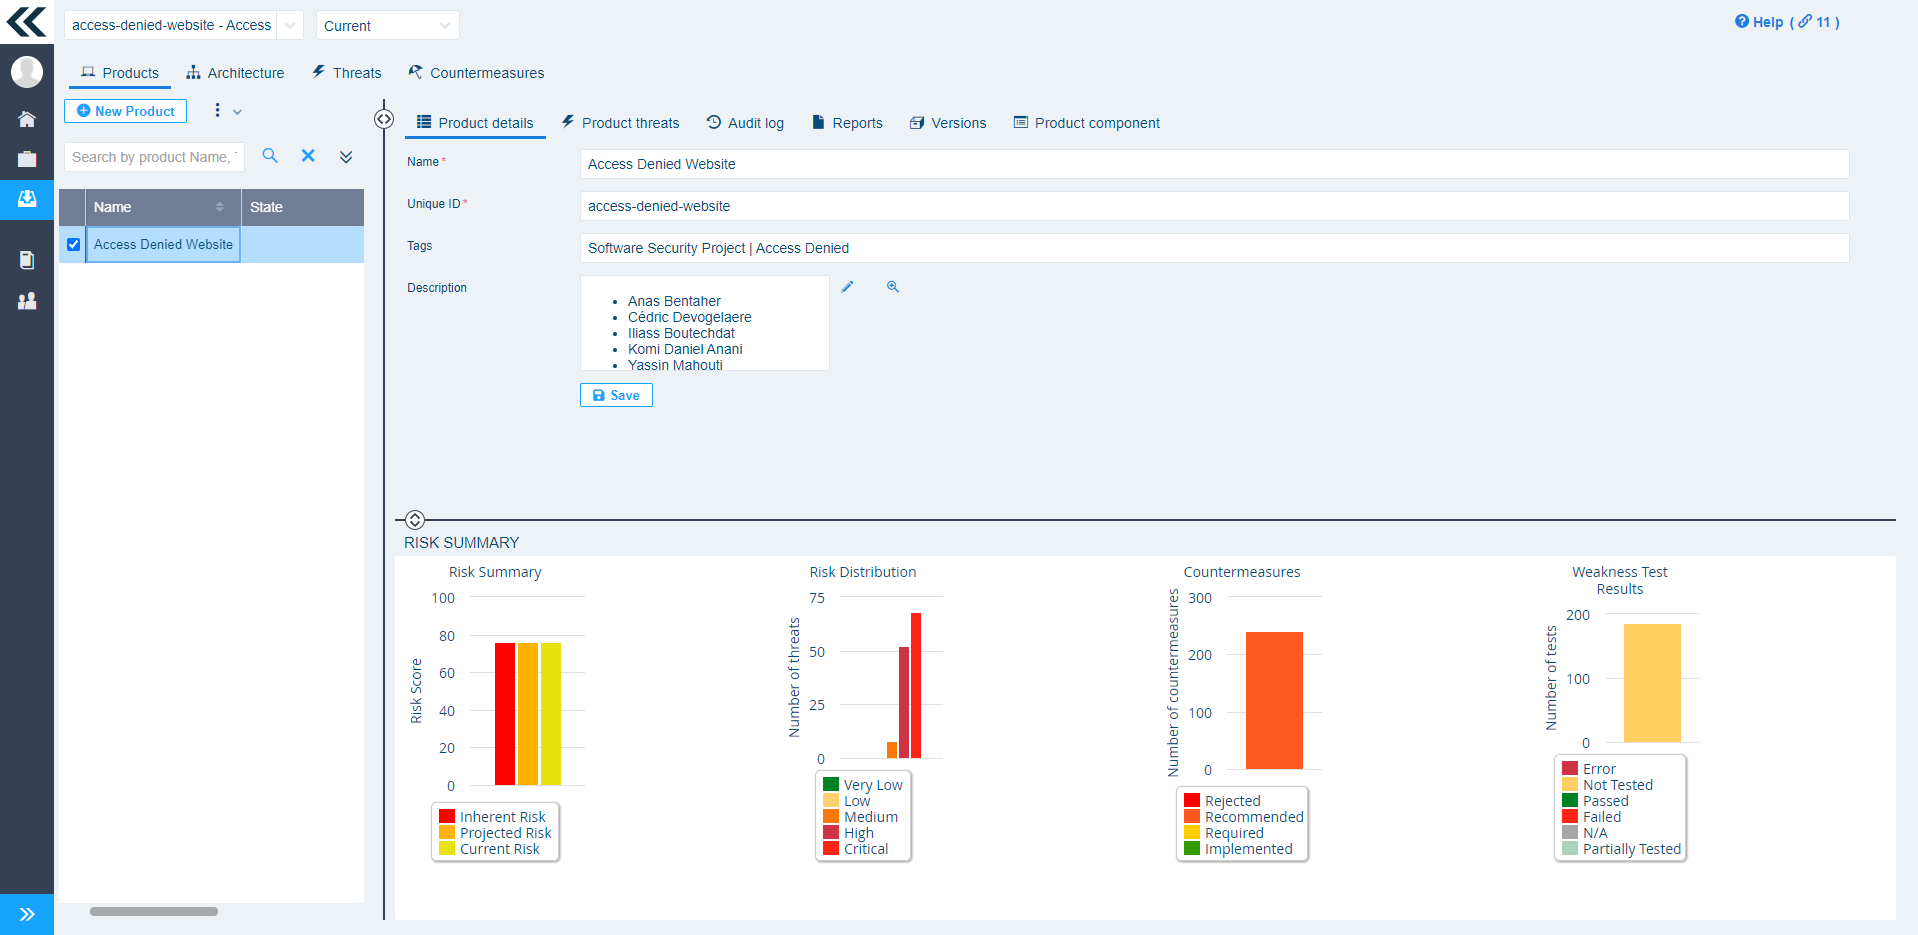 access-denied-website - Access
Current
Help ( 11 )
Products
Architecture
Threats
Countermeasures
New Product
Search by product Name,
Name
State
Access Denied Website
Product details
Product threats
Audit log
Reports
Versions
Product component
Name*
Access Denied Website
Unique ID*
access-denied-website
Tags
Software Security Project | Access Denied
Description
• Anas Bentaher
• Cédric Devogelaere
• Iliass Boutechdat
• Komi Daniel Anani
• Yassin Mahouti
Save
RISK SUMMARY
Risk Summary
Risk Score
100
80
60
40
20
0
Inherent Risk
Projected Risk
Current Risk
Risk Distribution
Number of threats
75
50
25
0
Very Low
Low
Medium
High
Critical
Countermeasures
Number of countermeasures
300
200
100
0
Rejected
Recommended
Required
Implemented
Weakness Test
Results
Number of tests
200
100
0
Error
Not Tested
Passed
Failed
N/A
Partially Tested